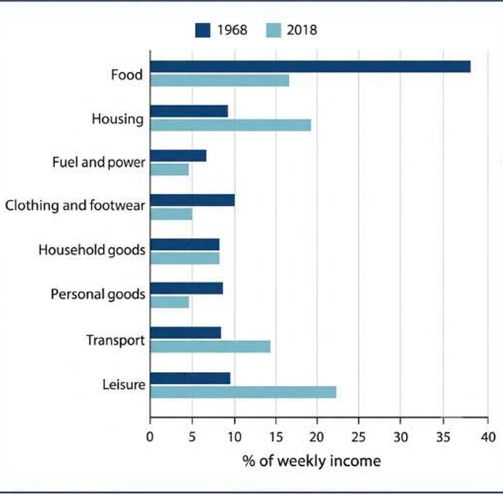 1968 2018
Food
Housing
Fuel and power
Clothing and footwear
Household goods
Personal goods
Transport
Leisure
0 5 10 15 20 25 30 35 40
% of weekly income